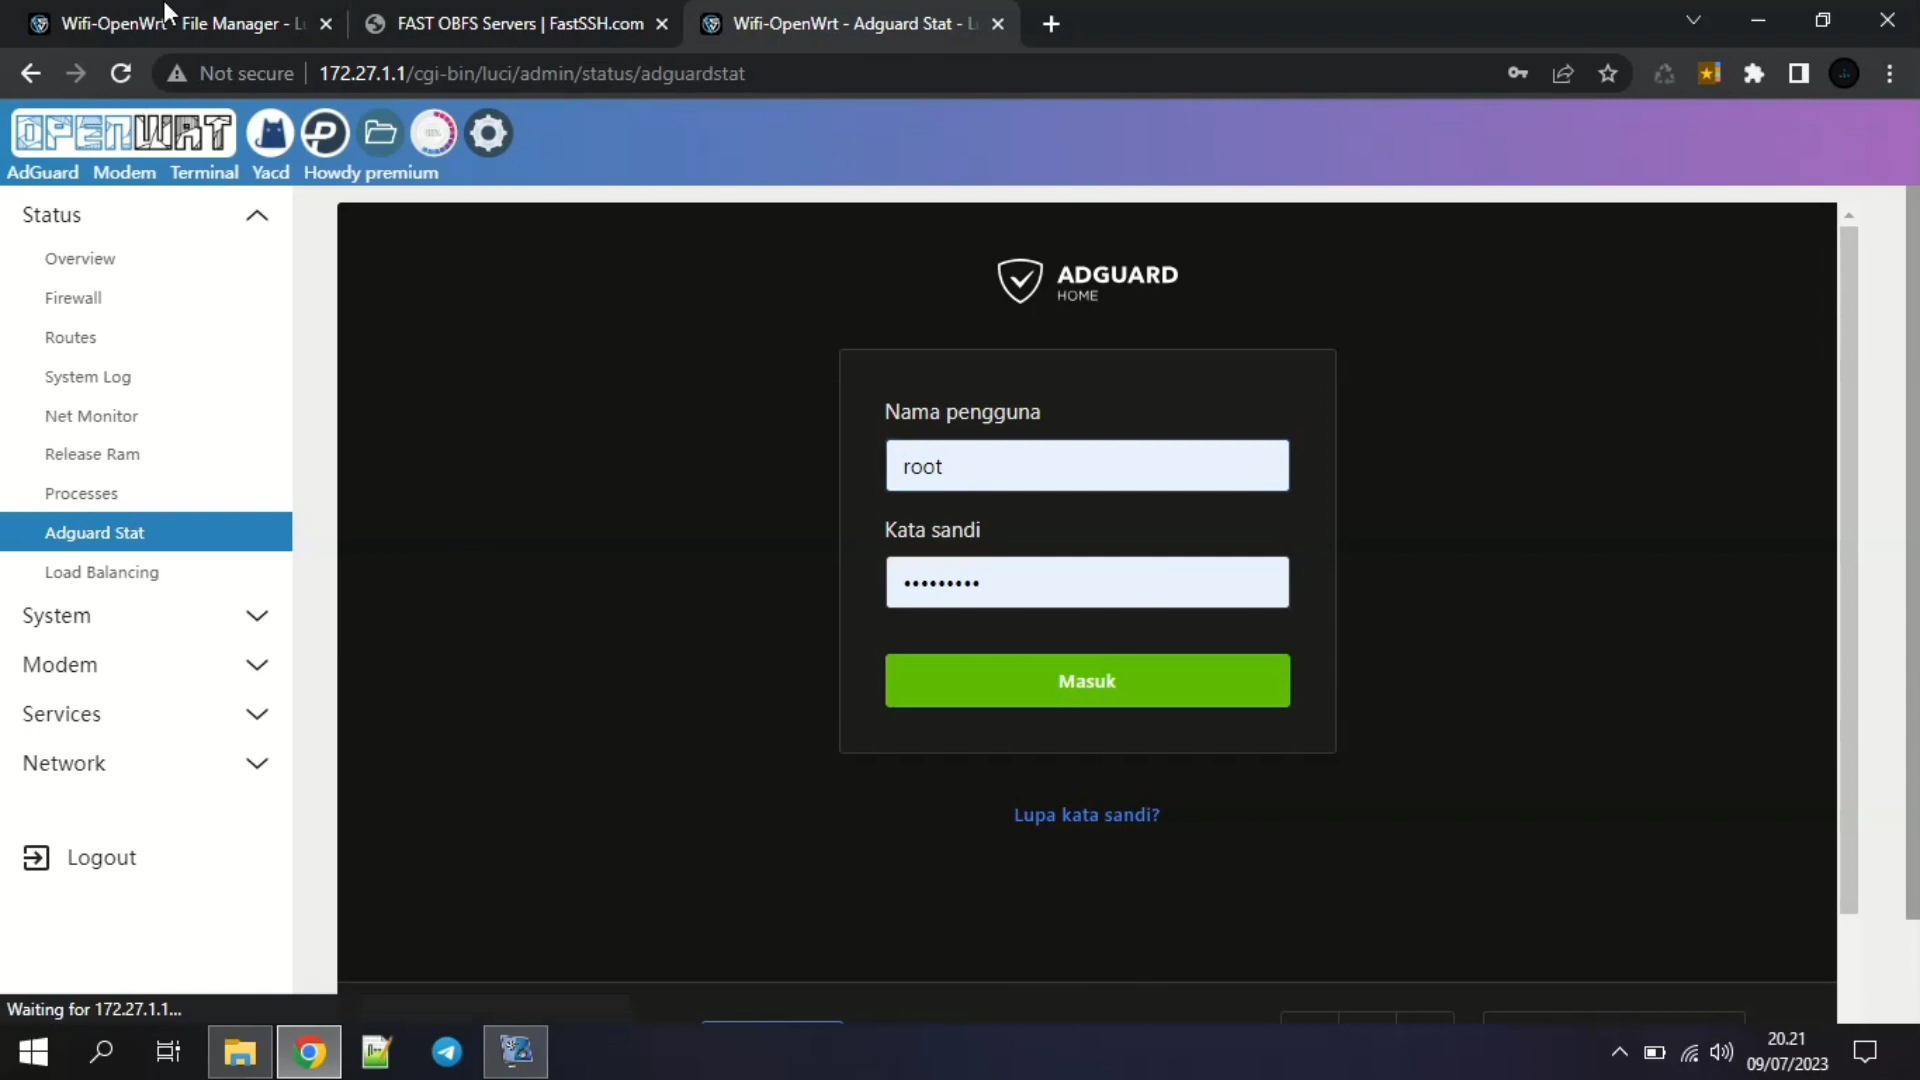 Wifi-OpenWrt - File Manager - L
FAST OBFS Servers | FastSSH.com
Wifi-OpenWrt - Adguard Stat - L
Not secure
172.27.1.1/cgi-bin/luci/admin/status/adguardstat
OPENWRT
AdGuard Modem Terminal Yacd Howdy premium
Status
Overview
Firewall
Routes
System Log
Net Monitor
Release Ram
Processes
Adguard Stat
Load Balancing
System
Modem
Services
Network
Logout
ADGUARD
HOME
Nama pengguna
root
Kata sandi
•••••••••
Masuk
Lupa kata sandi?
Waiting for 172.27.1.1...
20.21
09/07/2023